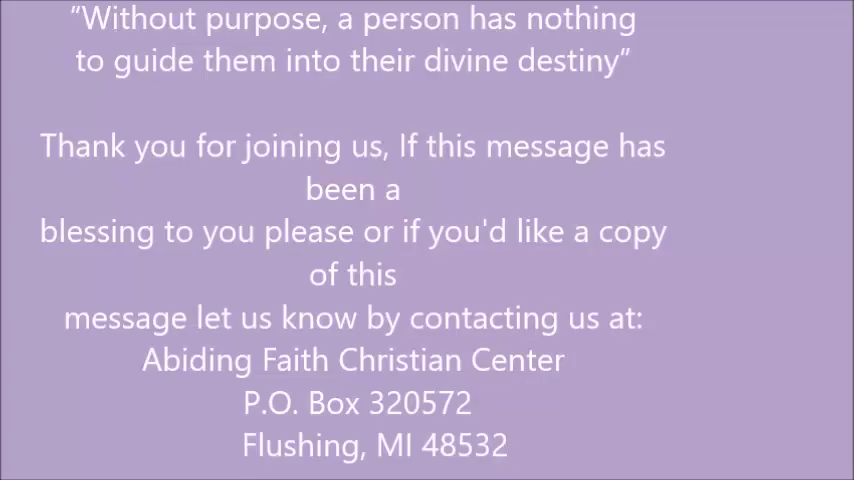 "Without purpose, a person has nothing
to guide them into their divine destiny"
Thank you for joining us, If this message has
been a
blessing to you please or if you'd like a copy
of this
message let us know by contacting us at:
Abiding Faith Christian Center
P.O. Box 320572
Flushing, MI 48532